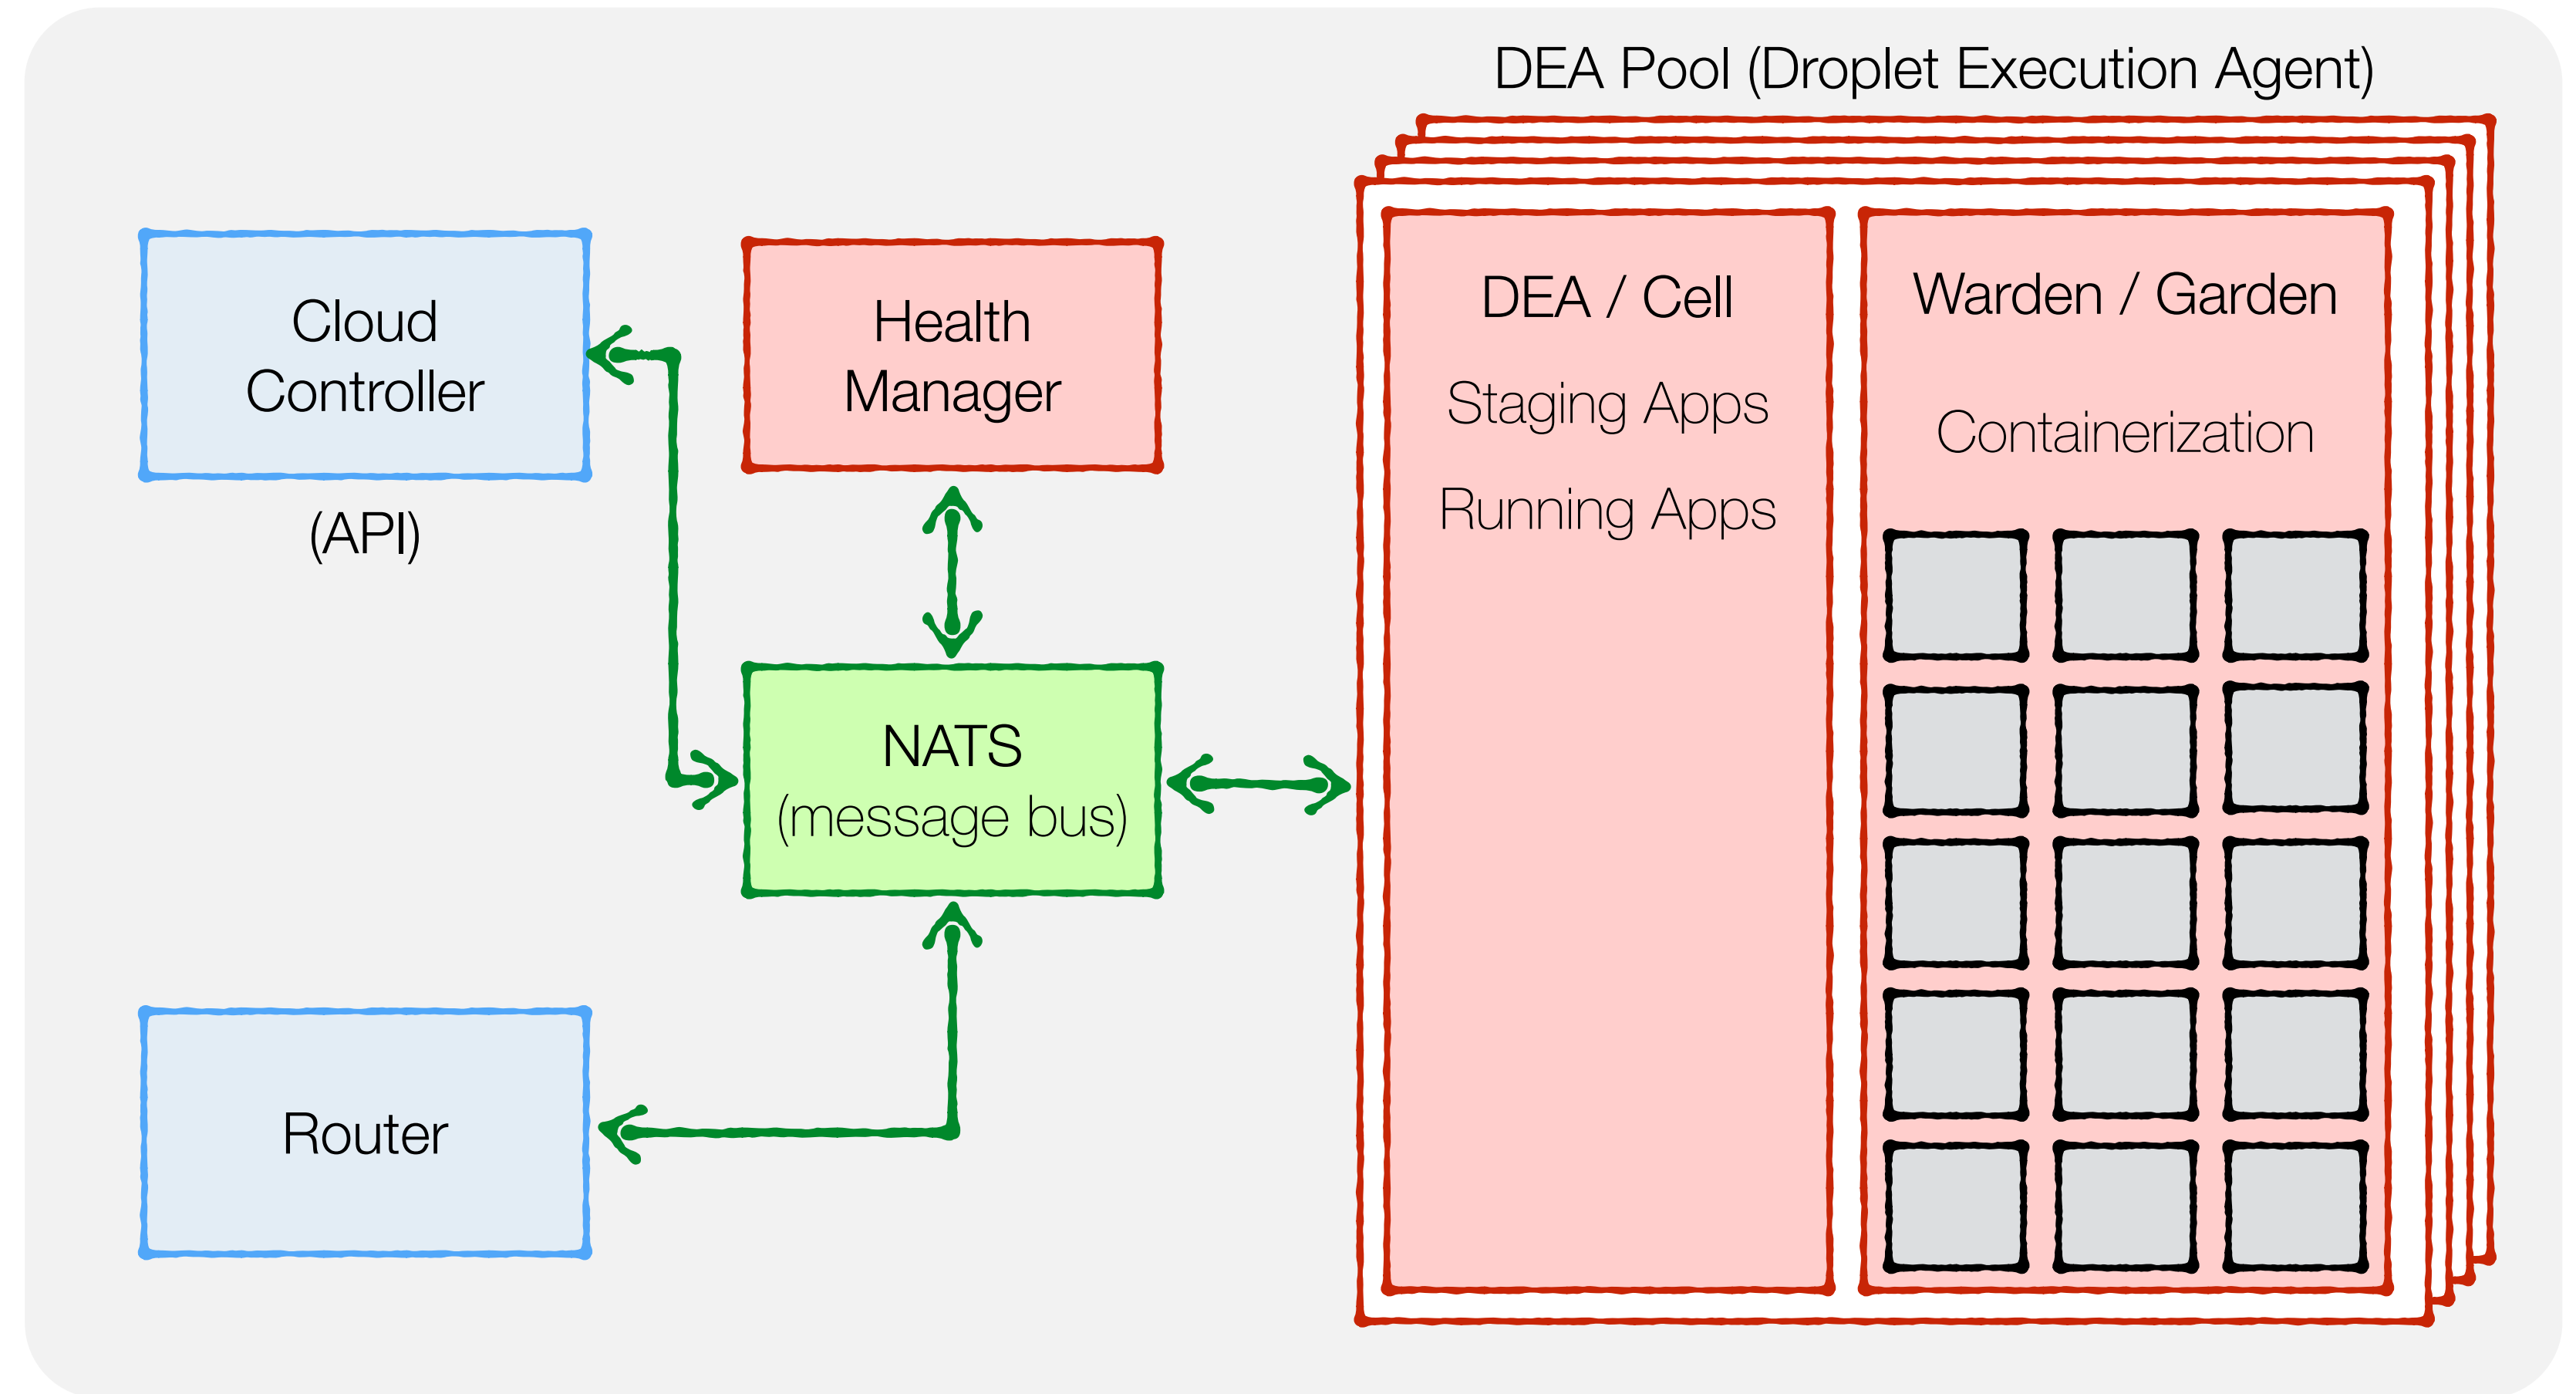 DEA Pool (Droplet Execution Agent)
Cloud
Controller
(API)
Health
Manager
NATS
(message bus)
Router
DEA / Cell
Staging Apps
Running Apps
Warden / Garden
Containerization